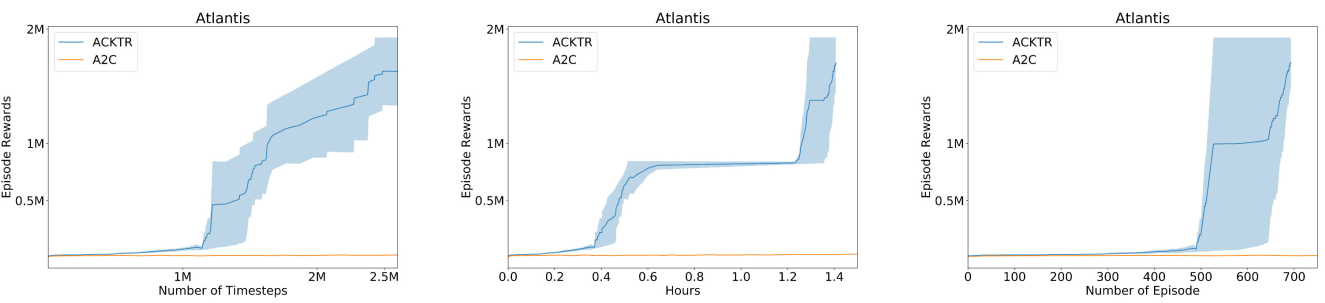 Atlantis
2M
1M
0.5M
Episode Rewards
ACKTR
A2C
1M
2M
2.5M
Number of Timesteps
Atlantis
2M
1M
0.5M
Episode Rewards
ACKTR
A2C
0.0 0.2 0.4 0.6 0.8 1.0 1.2 1.4
Hours
Atlantis
2M
1M
0.5M
Episode Rewards
ACKTR
A2C
0 100 200 300 400 500 600 700
Number of Episode